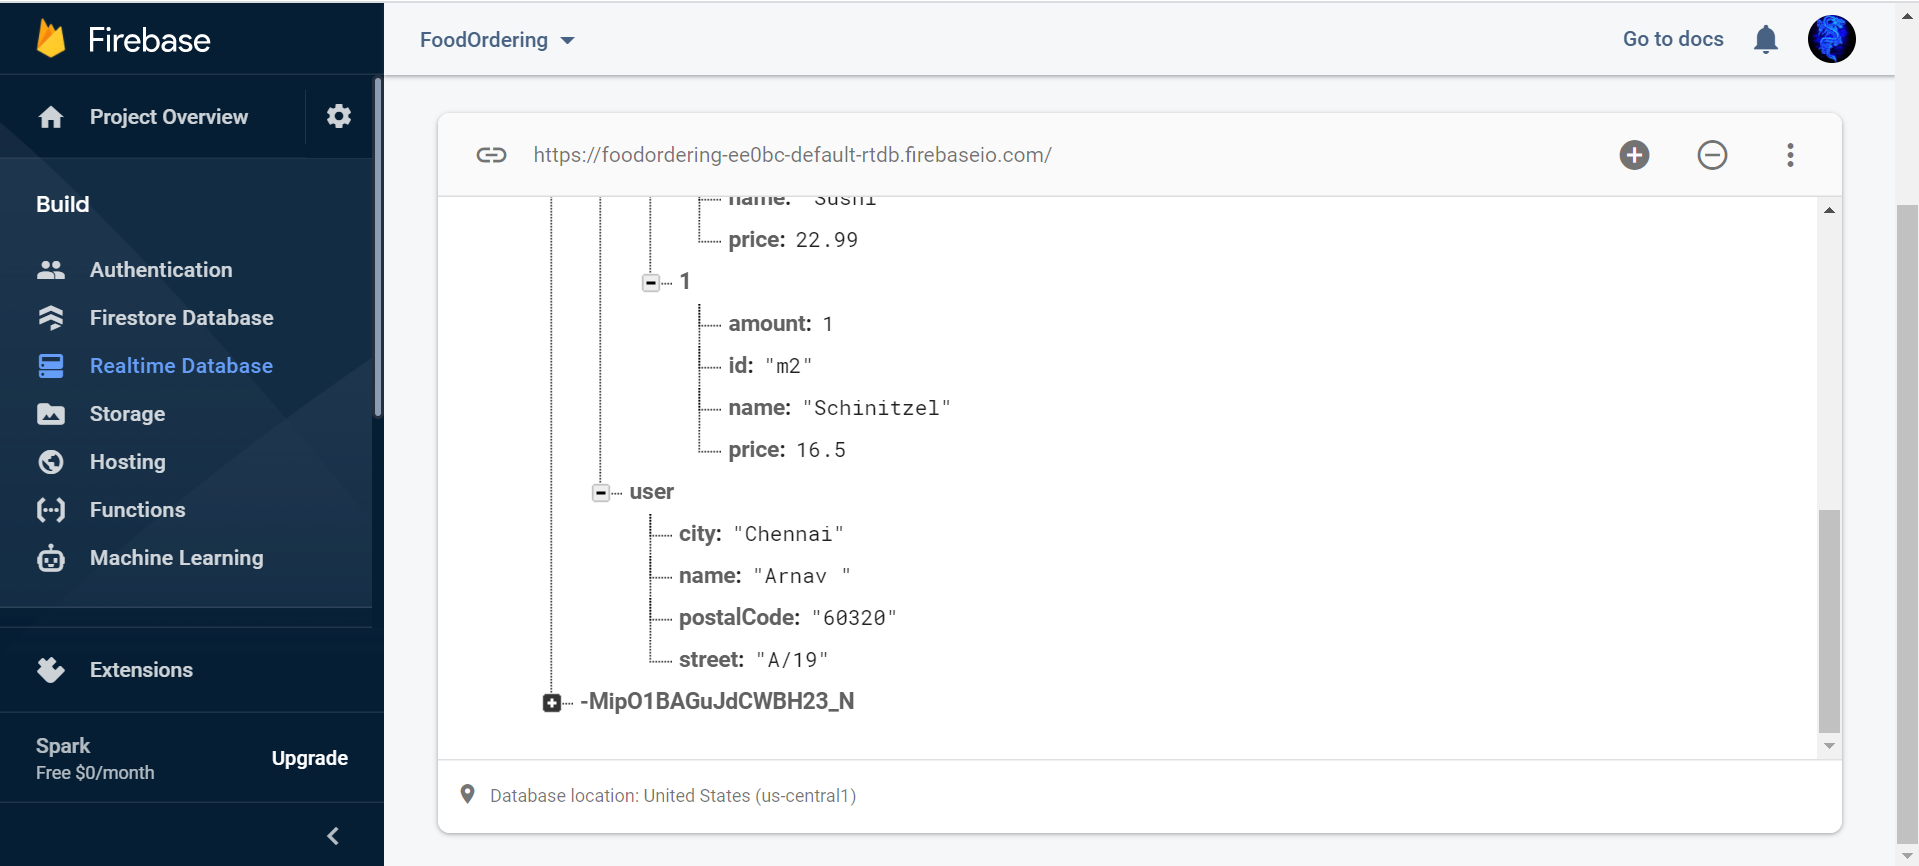 Firebase
FoodOrdering
Go to docs
Project Overview
https://foodordering-ee0bc-default-rtdb.firebaseio.com/
Build
Authentication
Firestore Database
Realtime Database
Storage
Hosting
Functions
Machine Learning
Extensions
Spark
Free $0/month
Upgrade
name: "Sushi"
price: 22.99
1
amount: 1
id: "m2"
name: "Schinitzel"
price: 16.5
user
city: "Chennai"
name: "Arnav "
postalCode: "60320"
street: "A/19"
-MipO1BAGuJdCWBH23_N
Database location: United States (us-central1)